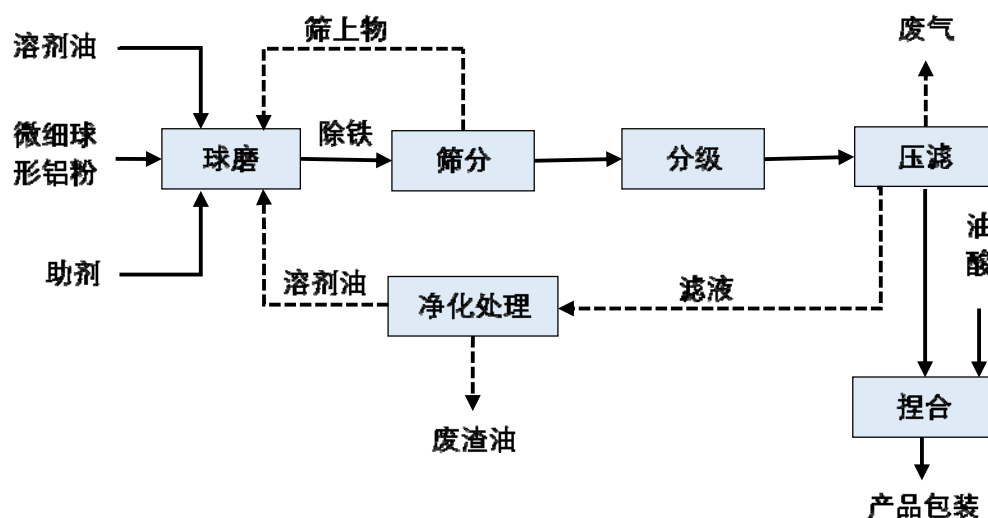 筛上物
废气
溶剂油
微细球
形铝粉
球磨
除铁
筛分
分级
压滤
油
酸
助剂
溶剂油
净化处理
滤液
捏合
废渣油
产品包装